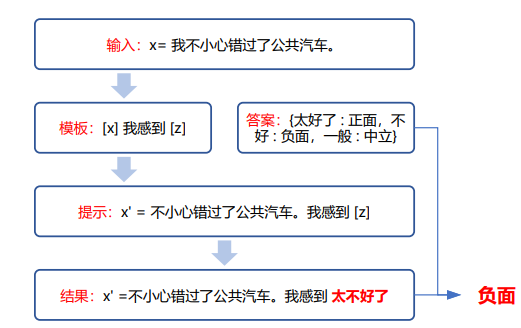 输入：x= 我不小心错过了公共汽车。
模板：[x] 我感到 [z]
答案：{太好了 : 正面，不
好 : 负面，一般 : 中立}
提示：x' = 不小心错过了公共汽车。我感到 [z]
结果：x' =不小心错过了公共汽车。我感到 太不好了
负面